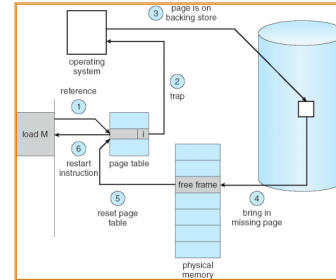 3
page is on
backing store
operating
system
2
trap
reference
1
load M
i
6
page table
restart
instruction
free frame
5
reset page
table
4
bring in
missing page
physical
memory